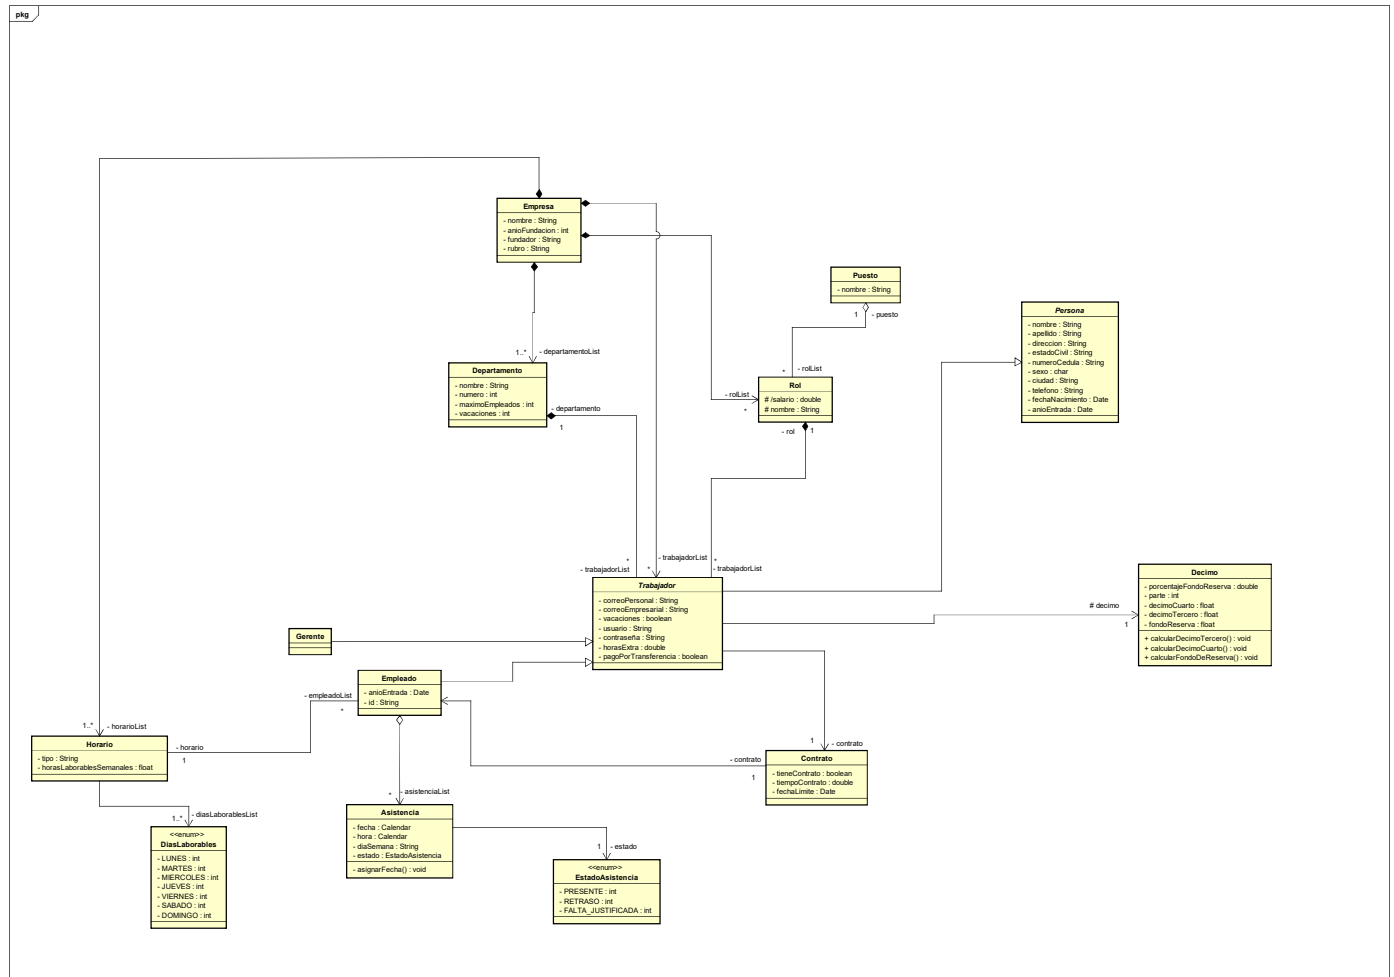 pkg
Empresa
- nombre : String
- anioFundacion : int
- fundador : String
- rubro : String
Puesto
- nombre : String
1 - puesto
Persona
- nombre : String
- apellido : String
- direccion : String
- estadoCivil : String
- numeroCedula : String
- sexo : char
- ciudad : String
- telefono : String
- fechaNacimiento : Date
- anioEntrada : Date
1..* - departamentoList
Departamento
- nombre : String
- numero : int
- maximoEmpleados : int
- vacaciones : int
- departamento
1
* - rolList
Rol
# /salario : double
# nombre : String
- rolList
*
- rol 1
*
- trabajadorList
* - trabajadorList
*
- trabajadorList
Trabajador
- correoPersonal : String
- correoEmpresarial : String
- vacaciones : boolean
- usuario : String
- contraseña : String
- horasExtra : double
- pagoPorTransferencia : boolean
# decimo
1
Decimo
- porcentajeFondoReserva : double
- parte : int
- decimoCuarto : float
- decimoTercero : float
- fondoReserva : float
+ calcularDecimoTercero() : void
+ calcularDecimoCuarto() : void
+ calcularFondoDeReserva() : void
Gerente
Empleado
- anioEntrada : Date
- id : String
- empleadoList
*
1..* - horarioList
Horario
- tipo : String
- horasLaborablesSemanales : float
- horario
1
1 - contrato
- contrato
1
Contrato
- tieneContrato : boolean
- tiempoContrato : double
- fechaLimite : Date
* - asistenciaList
Asistencia
- fecha : Calendar
- hora : Calendar
- diaSemana : String
- estado : EstadoAsistencia
- asignarFecha() : void
1..* - diasLaborablesList
<<enum>>
DiasLaborables
- LUNES : int
- MARTES : int
- MIERCOLES : int
- JUEVES : int
- VIERNES : int
- SABADO : int
- DOMINGO : int
1 - estado
<<enum>>
EstadoAsistencia
- PRESENTE : int
- RETRASO : int
- FALTA_JUSTIFICADA : int